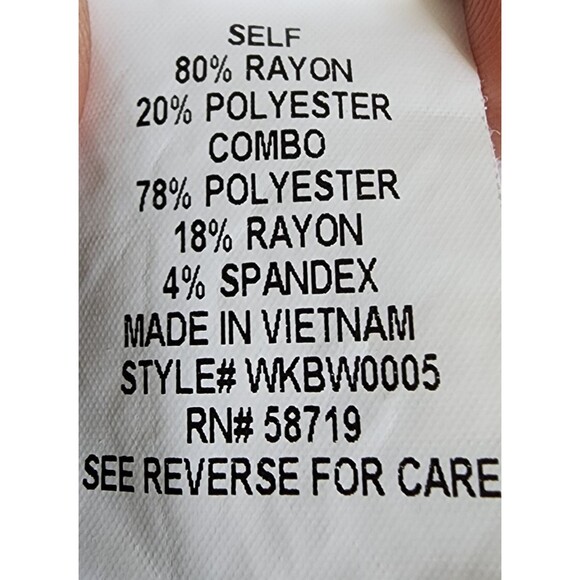 SELF
80% RAYON
20% POLYESTER
COMBO
78% POLYESTER
18% RAYON
4% SPANDEX
MADE IN VIETNAM
STYLE# WKBW0005
RN# 58719
SEE REVERSE FOR CARE